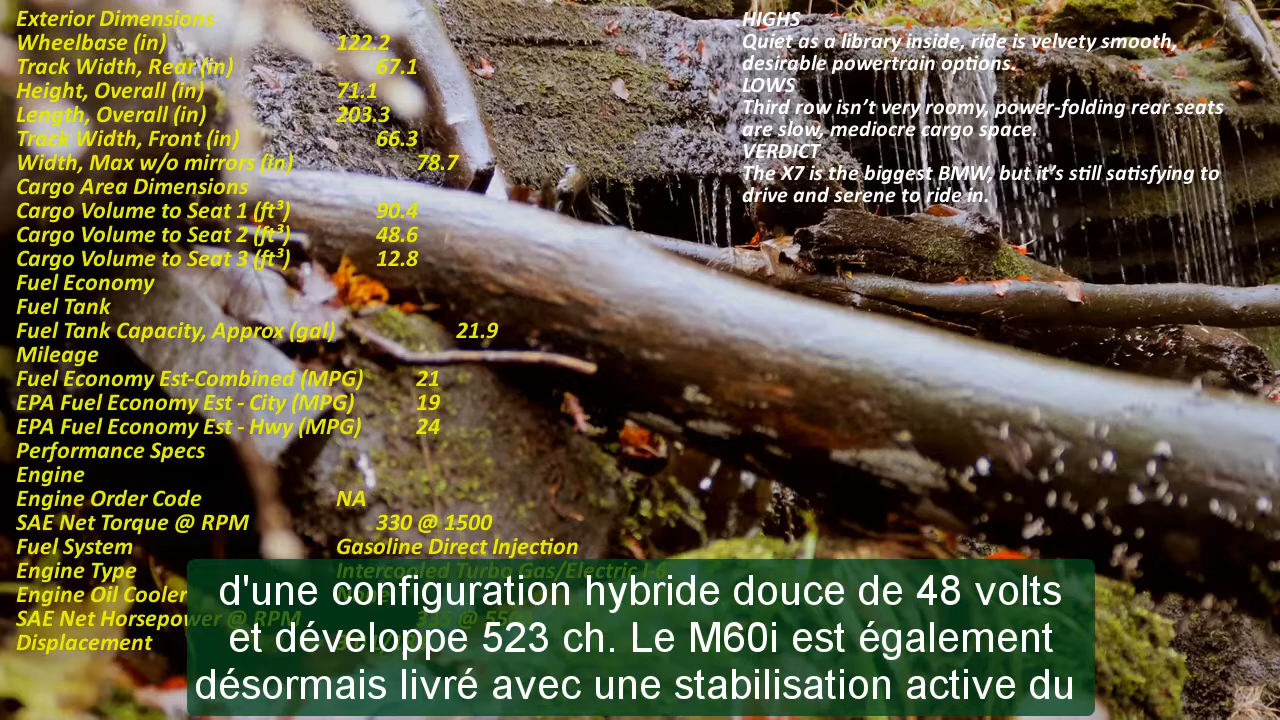 Exterior Dimensions
Wheelbase (in) 122.2
Track Width, Rear (in) 67.1
Height, Overall (in) 71.1
Length, Overall (in) 203.3
Track Width, Front (in) 66.3
Width, Max w/o mirrors (in) 78.7
Cargo Area Dimensions
Cargo Volume to Seat 1 (ft³) 90.4
Cargo Volume to Seat 2 (ft³) 48.6
Cargo Volume to Seat 3 (ft³) 12.8
Fuel Economy
Fuel Tank
Fuel Tank Capacity, Approx (gal) 21.9
Mileage
Fuel Economy Est-Combined (MPG) 21
EPA Fuel Economy Est - City (MPG) 19
EPA Fuel Economy Est - Hwy (MPG) 24
Performance Specs
Engine
Engine Order Code NA
SAE Net Torque @ RPM 330 @ 1500
Fuel System Gasoline Direct Injection
Engine Type Intercooled Turbo Gas/Electric I-6
Engine Oil Cooler
SAE Net Horsepower @ RPM
Displacement
HIGHS
Quiet as a library inside, ride is velvety smooth,
desirable powertrain options.
LOWS
Third row isn’t very roomy, power-folding rear seats
are slow, mediocre cargo space.
VERDICT
The X7 is the biggest BMW, but it’s still satisfying to
drive and serene to ride in.
d'une configuration hybride douce de 48 volts
et développe 523 ch. Le M60i est également
désormais livré avec une stabilisation active du